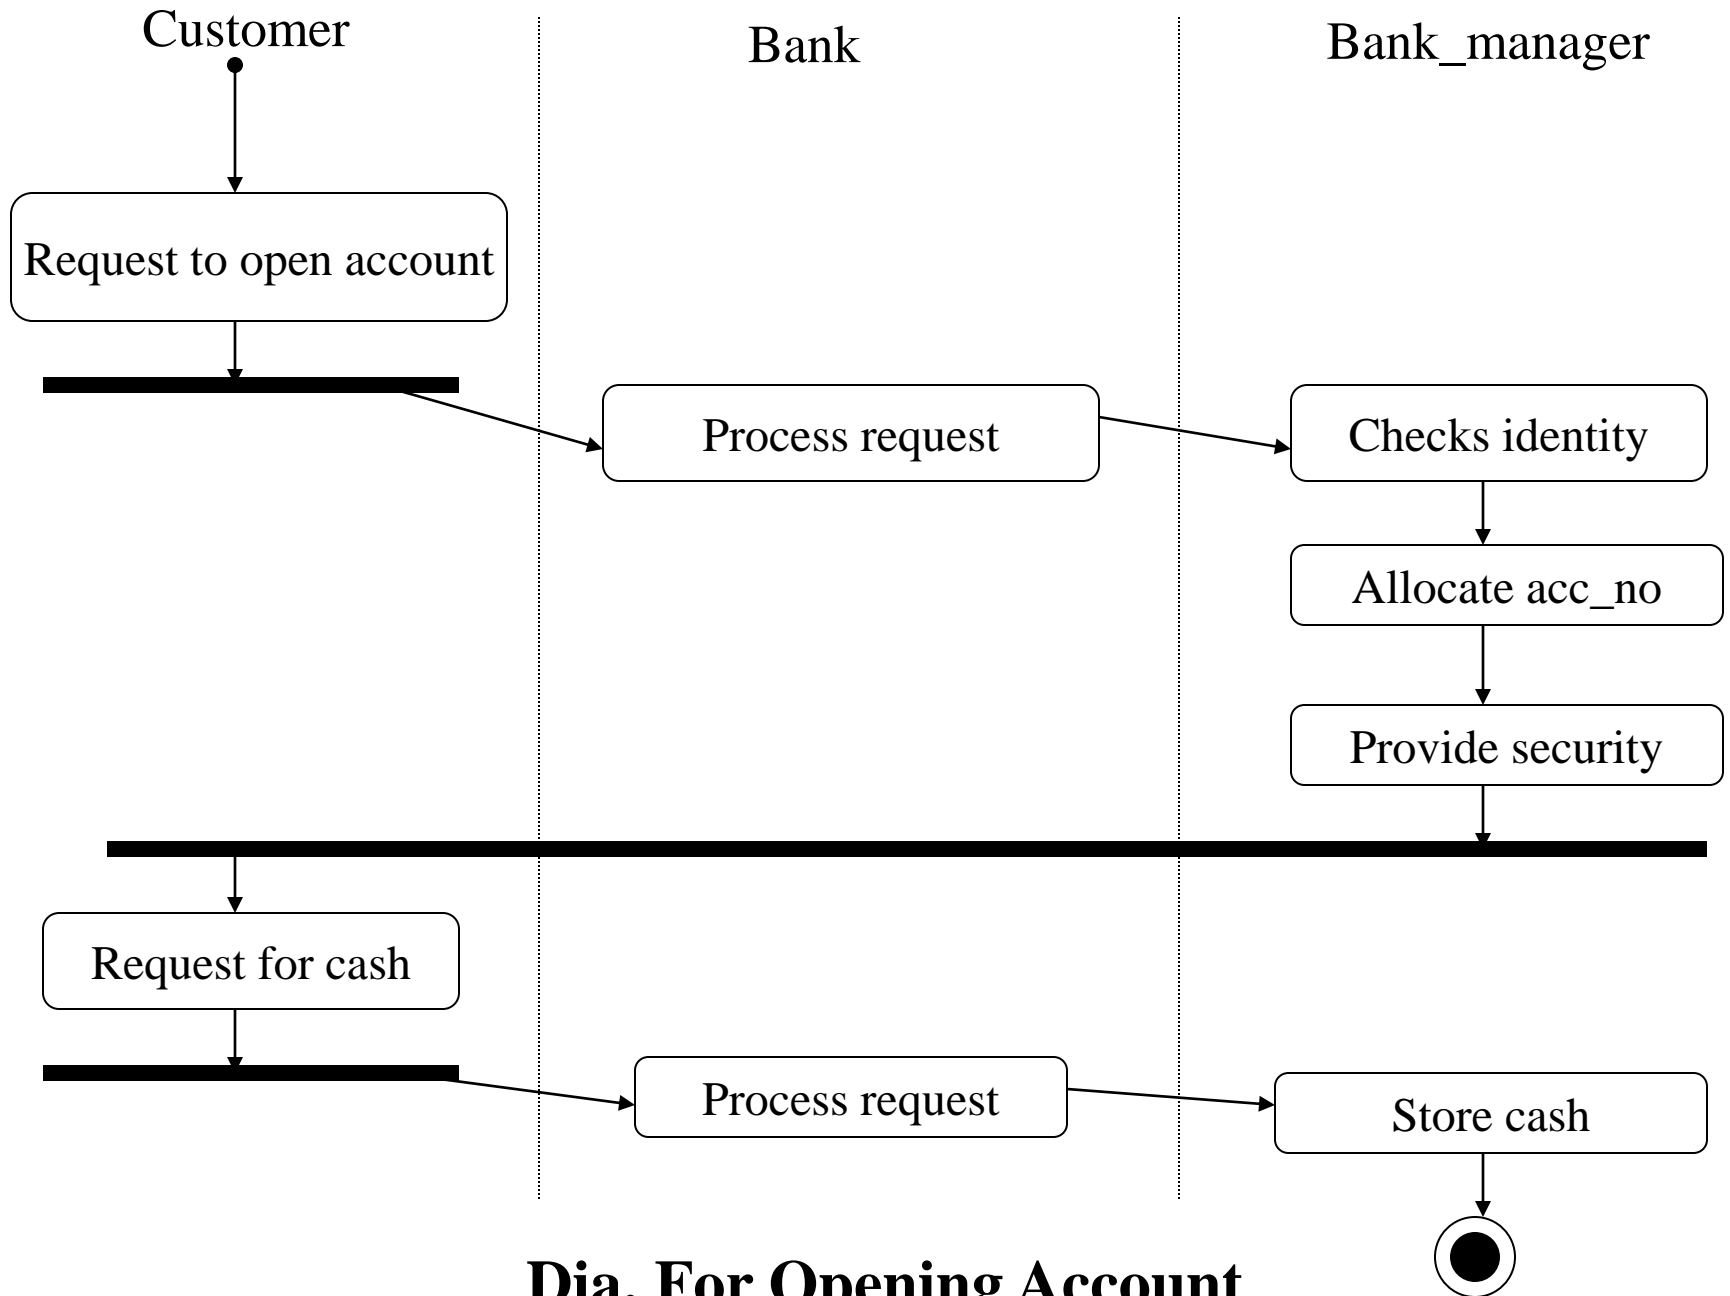 Customer
Bank
Bank_manager
Request to open account
Process request
Checks identity
Allocate acc_no
Provide security
Request for cash
Process request
Store cash
Dia. For Opening Account